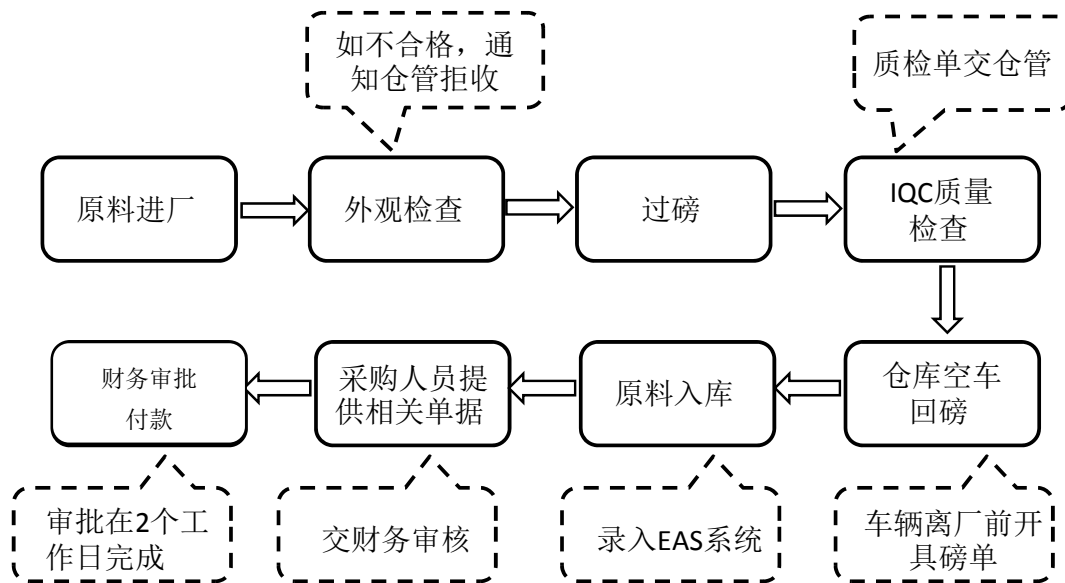 如不合格，通
知仓管拒收
质检单交仓管
原料进厂
外观检查
过磅
IQC质量
检查
财务审批
付款
采购人员提
供相关单据
原料入库
仓库空车
回磅
审批在2个工
作日完成
交财务审核
录入EAS系统
车辆离厂前开
具磅单